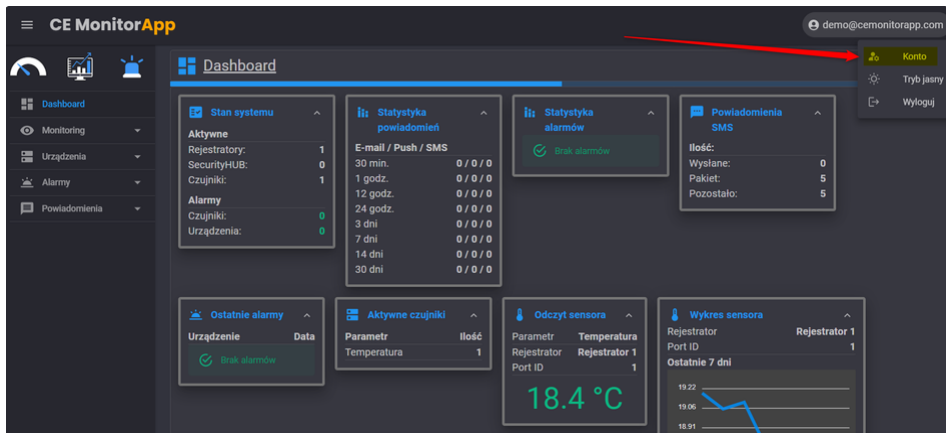 CE MonitorApp
demo@cemonitorapp.com
Konto
Tryb jasny
Wyloguj
Dashboard
Monitoring
Urządzenia
Alarmy
Powiadomienia
Dashboard
Stan systemu
Aktywne
Rejestratory: 1
SecurityHUB: 0
Czujniki: 1
Alarmy
Czujniki: 0
Urządzenia: 0
Statystyka
powiadomień
E-mail / Push / SMS
30 min. 0 / 0 / 0
1 godz. 0 / 0 / 0
12 godz. 0 / 0 / 0
24 godz. 0 / 0 / 0
3 dni 0 / 0 / 0
7 dni 0 / 0 / 0
14 dni 0 / 0 / 0
30 dni 0 / 0 / 0
Statystyka
alarmów
Brak alarmów
Powiadomienia
SMS
Ilość:
Wysłane: 0
Pakiet: 5
Pozostało: 5
Ostatnie alarmy
Urządzenie Data
Brak alarmów
Aktywne czujniki
Parametr Ilość
Temperatura 1
Odczyt sensora
Parametr Temperatura
Rejestrator Rejestrator 1
Port ID 1
18.4 °C
Wykres sensora
Rejestrator Rejestrator 1
Port ID 1
Ostatnie 7 dni
19.22
19.06
18.91